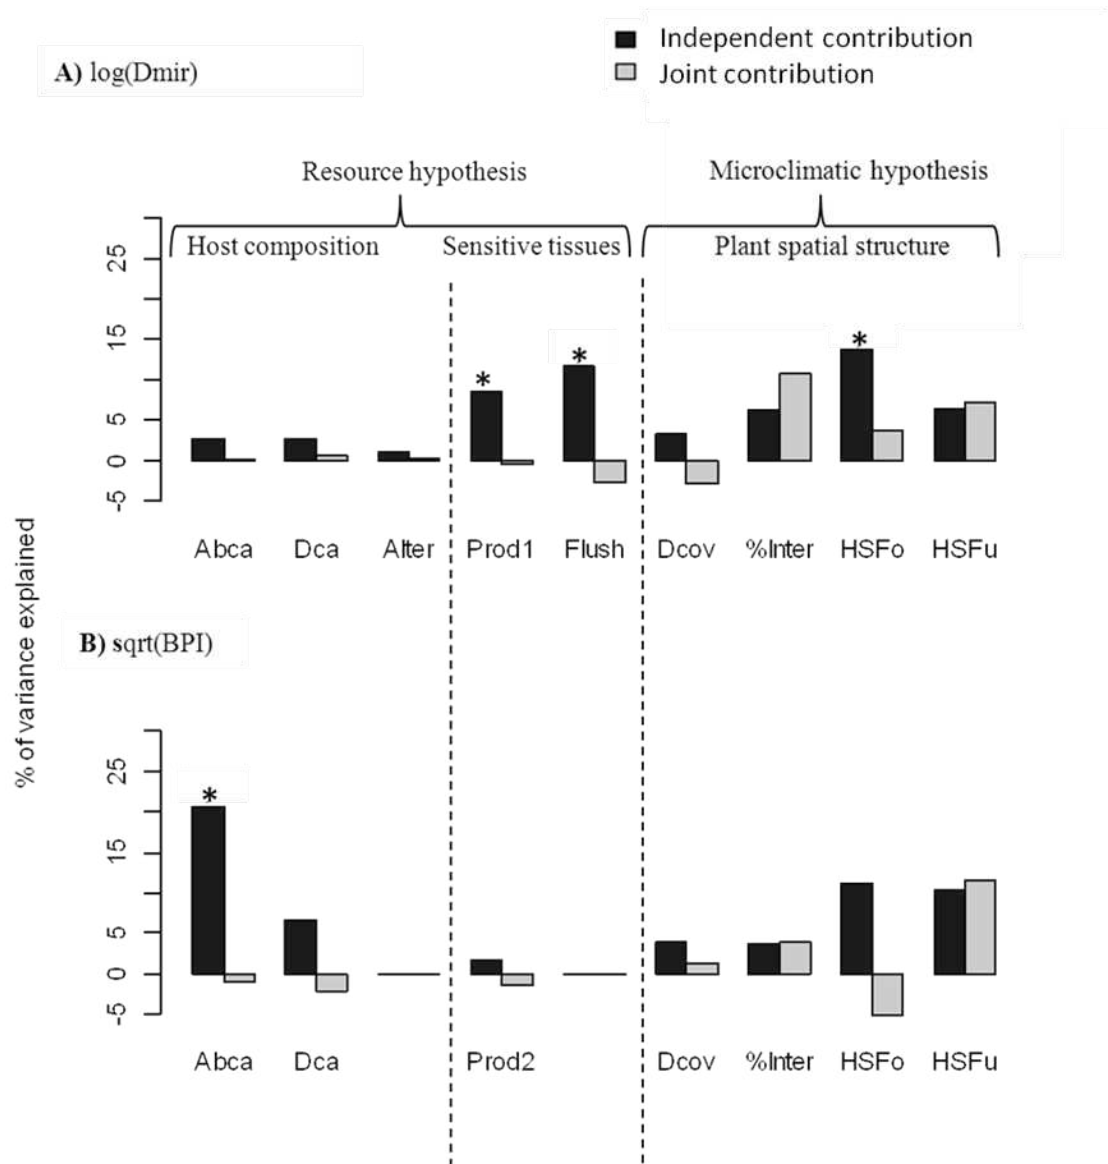 Independent contribution
Joint contribution
A) log(Dmir)
Resource hypothesis
Microclimatic hypothesis
Host composition
Sensitive tissues
Plant spatial structure
25
15
5
0
-5
*
*
*
Abca Dca Alter Prod1 Flush Dcov %Inter HSFo HSFu
% of variance explained
B) sqrt(BPI)
25
15
5
0
-5
*
Abca Dca Prod2 Dcov %Inter HSFo HSFu